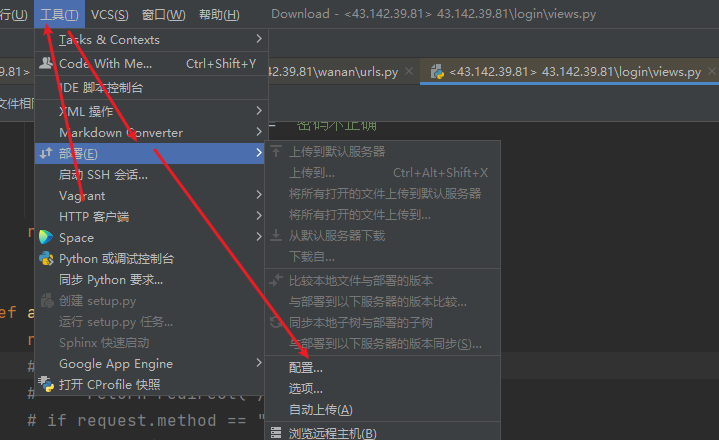 行(U) 工具(T) VCS(S) 窗口(W) 帮助(H) Download - <43.142.39.81> 43.142.39.81\login\views.py
39.81> 2.39.81\wanan\urls.py <43.142.39.81> 43.142.39.81\login\views.py
文件相
Tasks & Contexts
Code With Me... Ctrl+Shift+Y
IDE 脚本控制台
XML 操作
Markdown Converter
密码不正确
部署(E)
启动 SSH 会话...
Vagrant
HTTP 客户端
Space
Python 或调试控制台
同步 Python 要求...
创建 setup.py
运行 setup.py 任务...
Sphinx 快速启动
Google App Engine
打开 CProfile 快照
上传到默认服务器
上传到... Ctrl+Alt+Shift+X
将所有打开的文件上传到默认服务器
将所有打开的文件上传到...
从默认服务器下载
下载自...
比较本地文件与部署的版本
与部署到以下服务器的版本比较...
同步本地子树与部署的子树
与部署到以下服务器的版本同步(S)...
配置...
选项...
自动上传(A)
浏览远程主机(B)
ef a
#
#
# if request.method == "